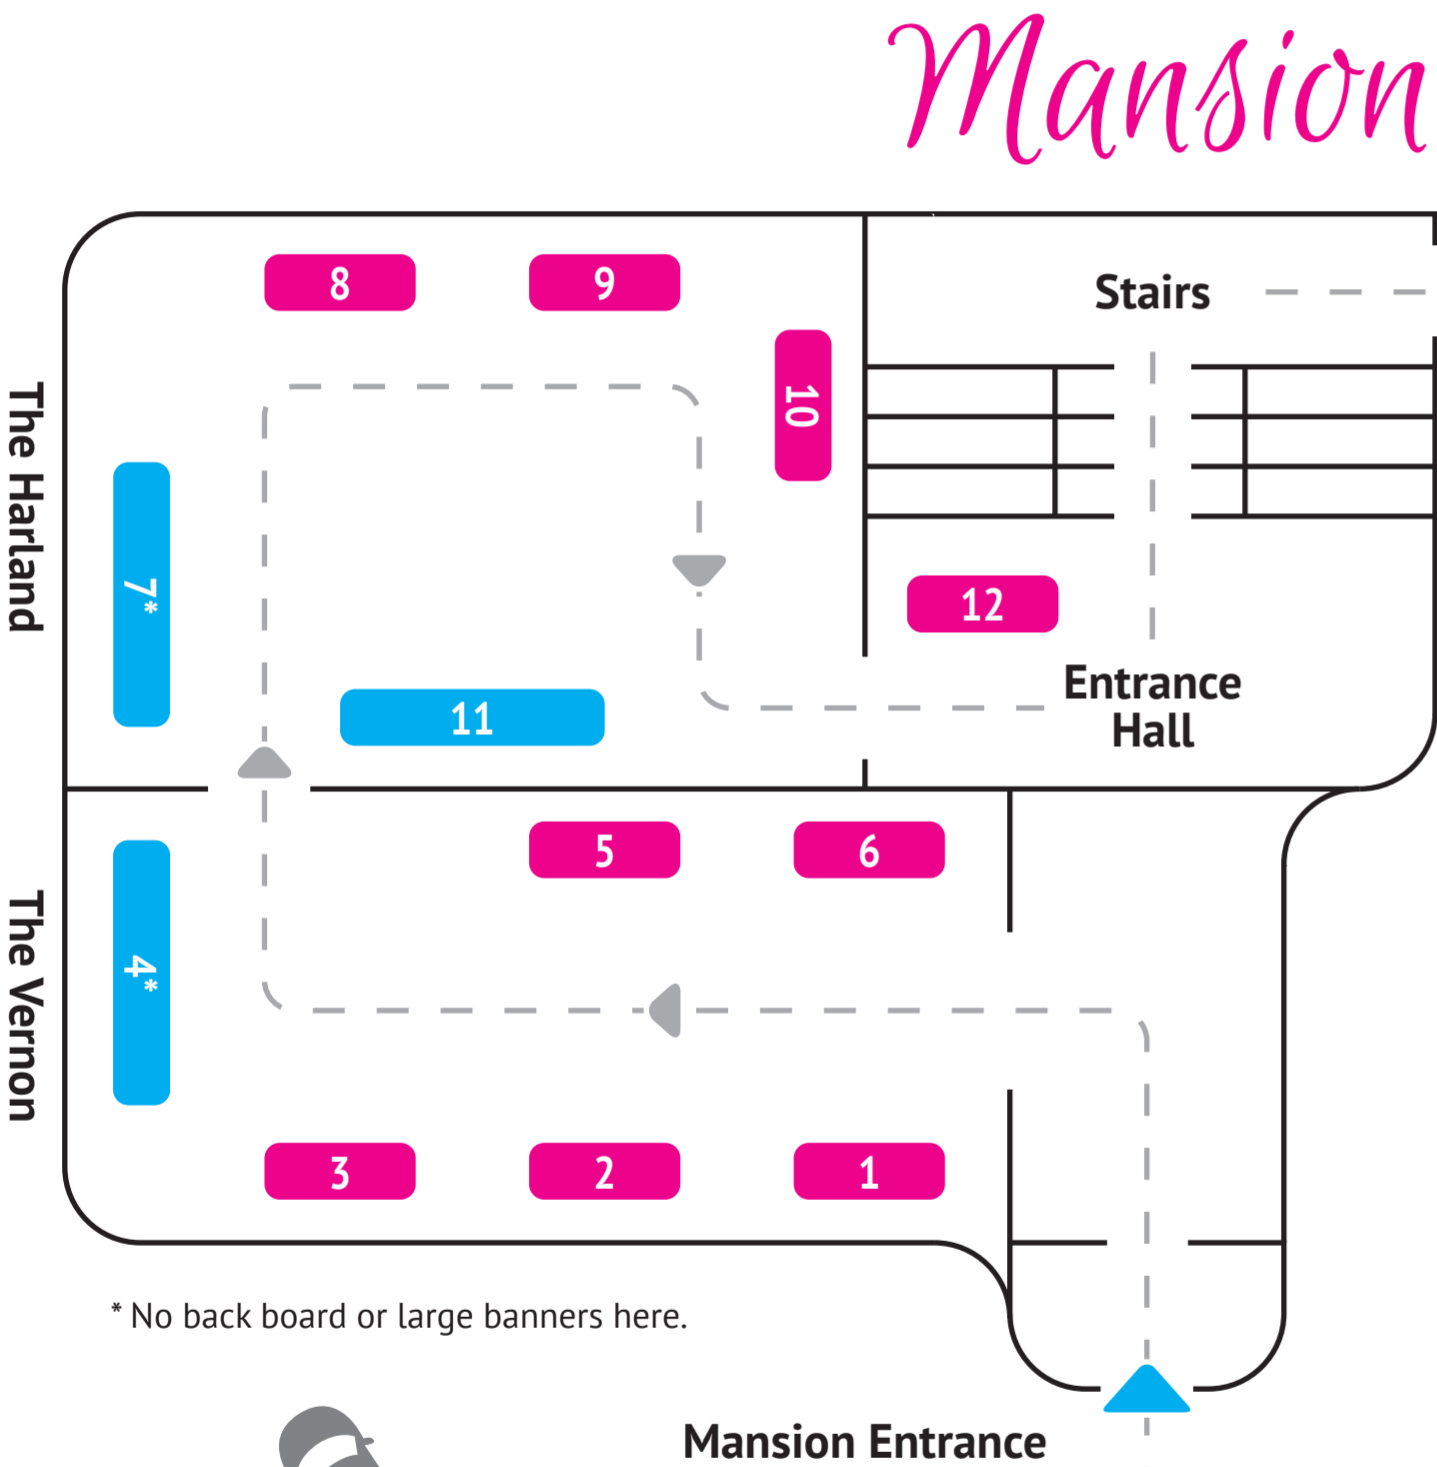 Mansion
8
9
Stairs
10
The Harland
7*
12
11
Entrance
Hall
5
6
The Vernon
4*
3
2
1
* No back board or large banners here.
Mansion Entrance